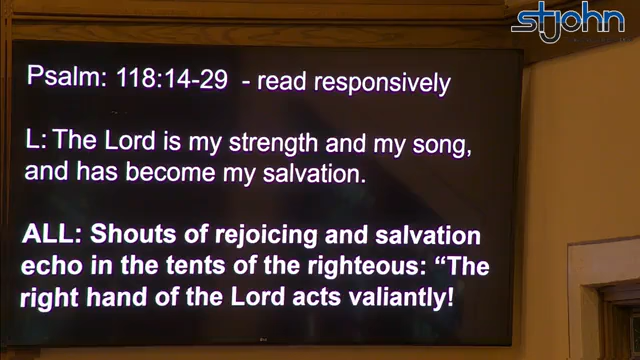 stjohn
Psalm: 118:14-29 - read responsively
L: The Lord is my strength and my song,
and has become my salvation.
ALL: Shouts of rejoicing and salvation
echo in the tents of the righteous: “The
right hand of the Lord acts valiantly!